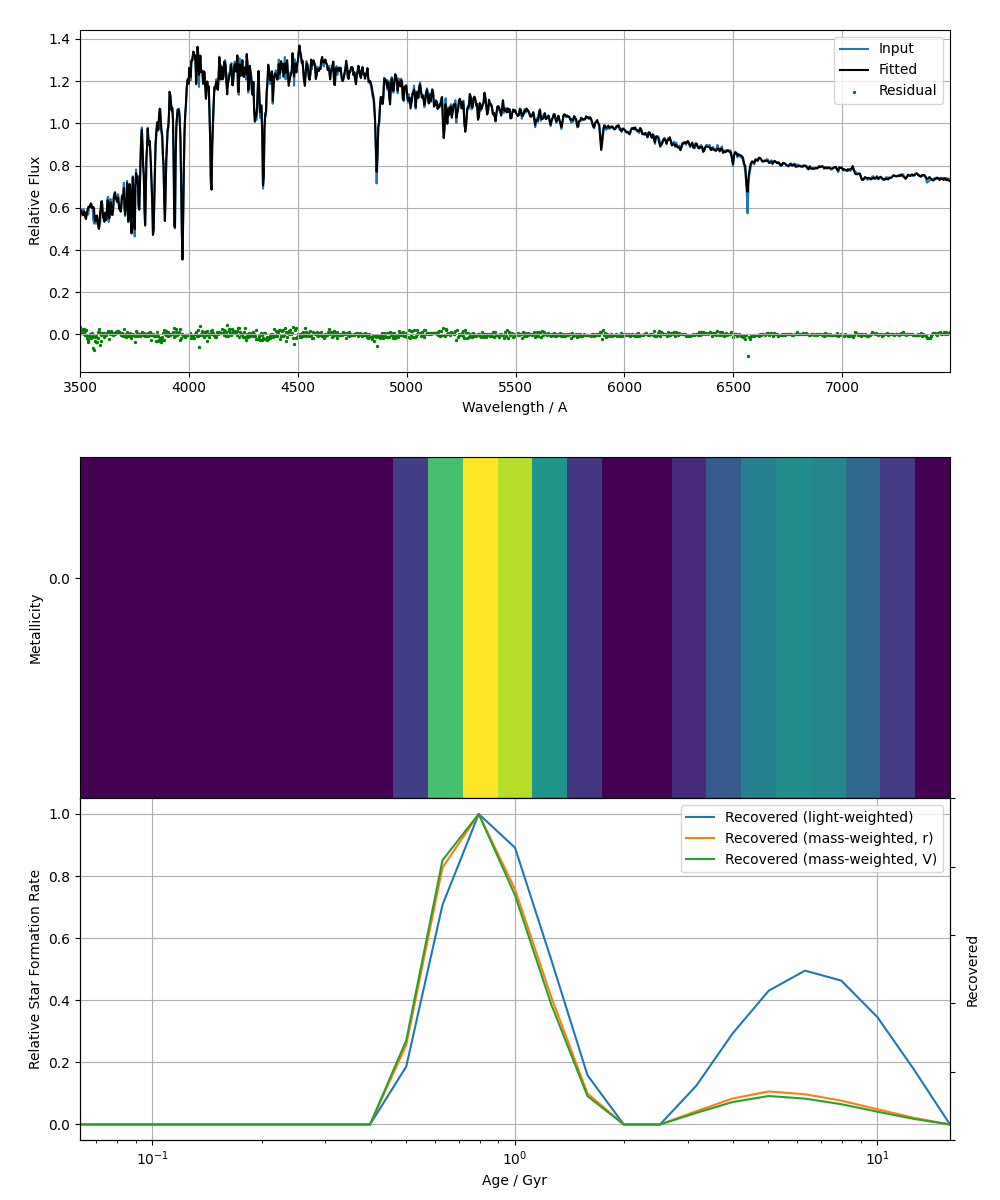 1.4
1.2
1.0
0.8
0.6
0.4
0.2
0.0
Relative Flux
Input
Fitted
Residual
3500 4000 4500 5000 5500 6000 6500 7000
Wavelength / A
0.0
Metallicity
1.0
0.8
0.6
0.4
0.2
0.0
Relative Star Formation Rate
Recovered (light-weighted)
Recovered (mass-weighted, r)
Recovered (mass-weighted, V)
Recovered
10⁻¹ 10⁰ 10¹
Age / Gyr